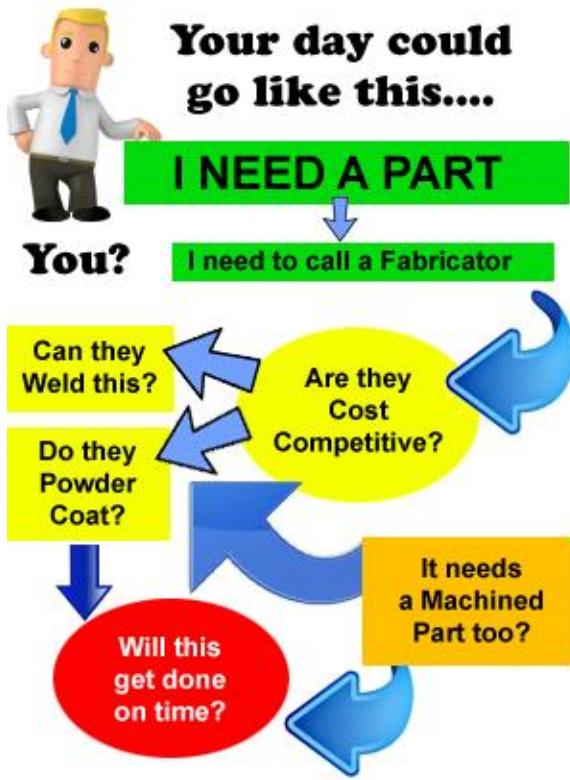 Your day could
go like this....
I NEED A PART
You?
I need to call a Fabricator
Can they
Weld this?
Are they
Cost
Competitive?
Do they
Powder
Coat?
It needs
a Machined
Part too?
Will this
get done
on time?